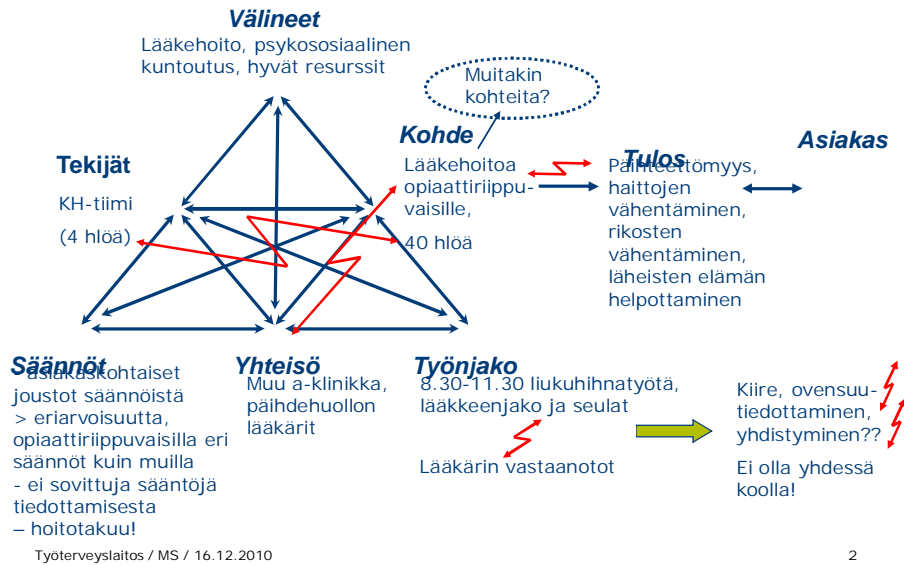 Välineet
Lääkehoito, psykososiaalinen
kuntoutus, hyvät resurssit
Muitakin
kohteita?
Kohde
Lääkehoitoa
opiaattiriippu-
vaisille,
40 hlöä
Tekijät
KH-tiimi
(4 hlöä)
Tulos
Päihteettömyys,
haittojen
vähentäminen,
rikosten
vähentäminen,
läheisten elämän
helpottaminen
Asiakas
Säännöt
- asiakaskohtaiset
joustot säännöistä
> eriarvoisuutta,
opiaattiriippuvaisilla eri
säännöt kuin muilla
- ei sovittuja sääntöjä
tiedottamisesta
– hoitotakuu!
Yhteisö
Muu a-klinikka,
päihdehuollon
lääkärit
Työnjako
8.30-11.30 liukuhihnatyötä,
lääkkeenjako ja seulat
Lääkärin vastaanotot
Kiire, ovensuu-
tiedottaminen,
yhdistyminen??
Ei olla yhdessä
koolla!
Työterveyslaitos / MS / 16.12.2010
2